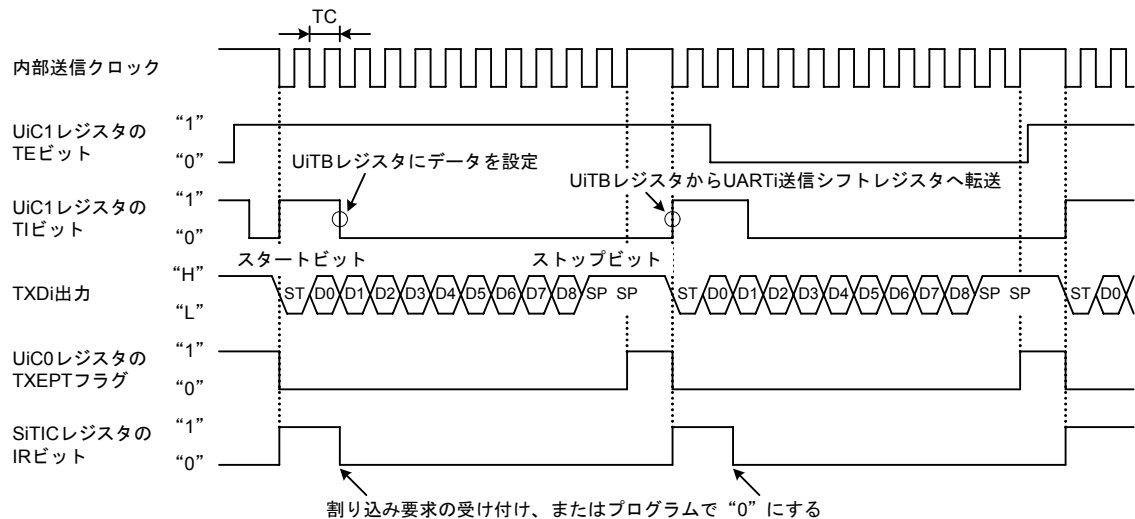 TC
内部送信クロック
UiC1レジスタの
TEビット
“1”
“0”
UiTBレジスタにデータを設定
UiTBレジスタからUARTi送信シフトレジスタへ転送
UiC1レジスタの
TIビット
“1”
“0”
スタートビット
ストップビット
TXDi出力
“H”
“L”
ST D0 D1 D2 D3 D4 D5 D6 D7 D8 SP SP ST D0 D1 D2 D3 D4 D5 D6 D7 D8 SP SP ST D0
UiC0レジスタの
TXEPTフラグ
“1”
“0”
SiTICレジスタの
IRビット
“1”
“0”
割り込み要求の受け付け、またはプログラムで“0”にする